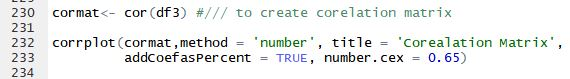 230 cormat<- cor(df3) #/// to create corelation matrix
231
232 corrplot(cormat,method = 'number', title = 'Corealation Matrix',
233 addCoefasPercent = TRUE, number.cex = 0.65)
234